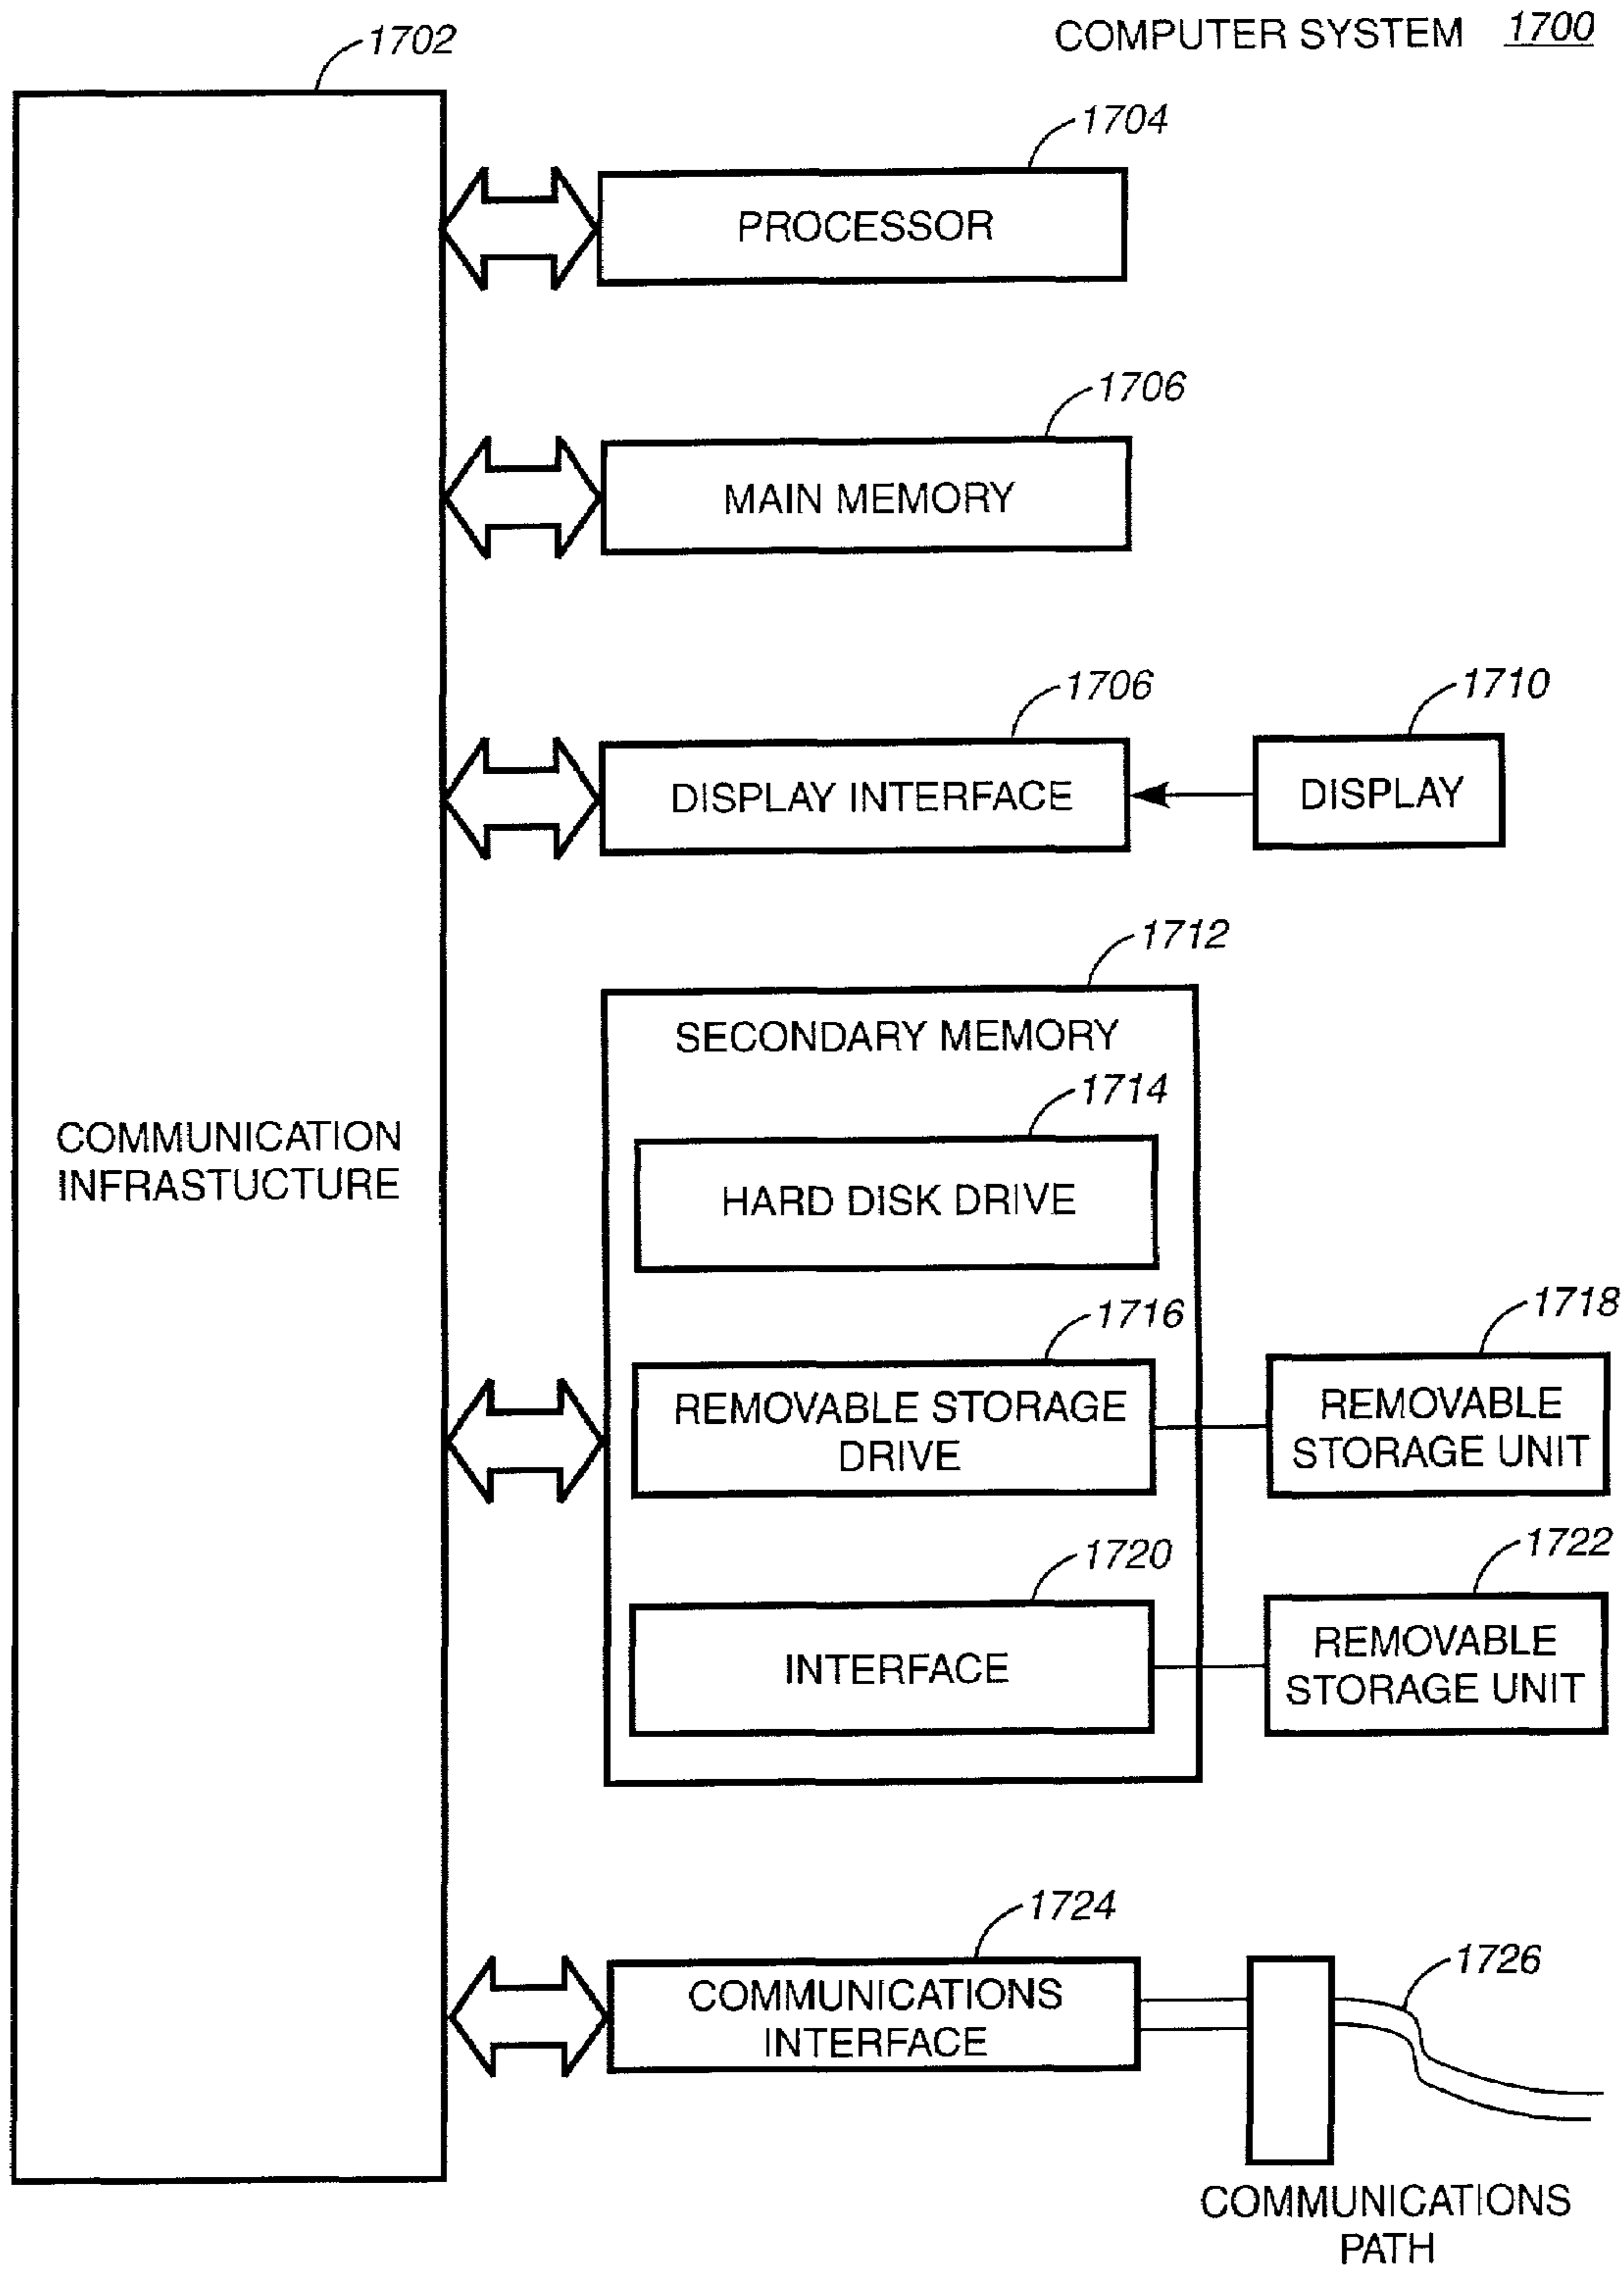 COMPUTER SYSTEM 1700
1702
1704
PROCESSOR
1706
MAIN MEMORY
1706
DISPLAY INTERFACE
1710
DISPLAY
COMMUNICATION
INFRASTUCTURE
1712
SECONDARY MEMORY
1714
HARD DISK DRIVE
1716
REMOVABLE STORAGE
DRIVE
1718
REMOVABLE
STORAGE UNIT
1720
INTERFACE
1722
REMOVABLE
STORAGE UNIT
1724
COMMUNICATIONS
INTERFACE
1726
COMMUNICATIONS
PATH